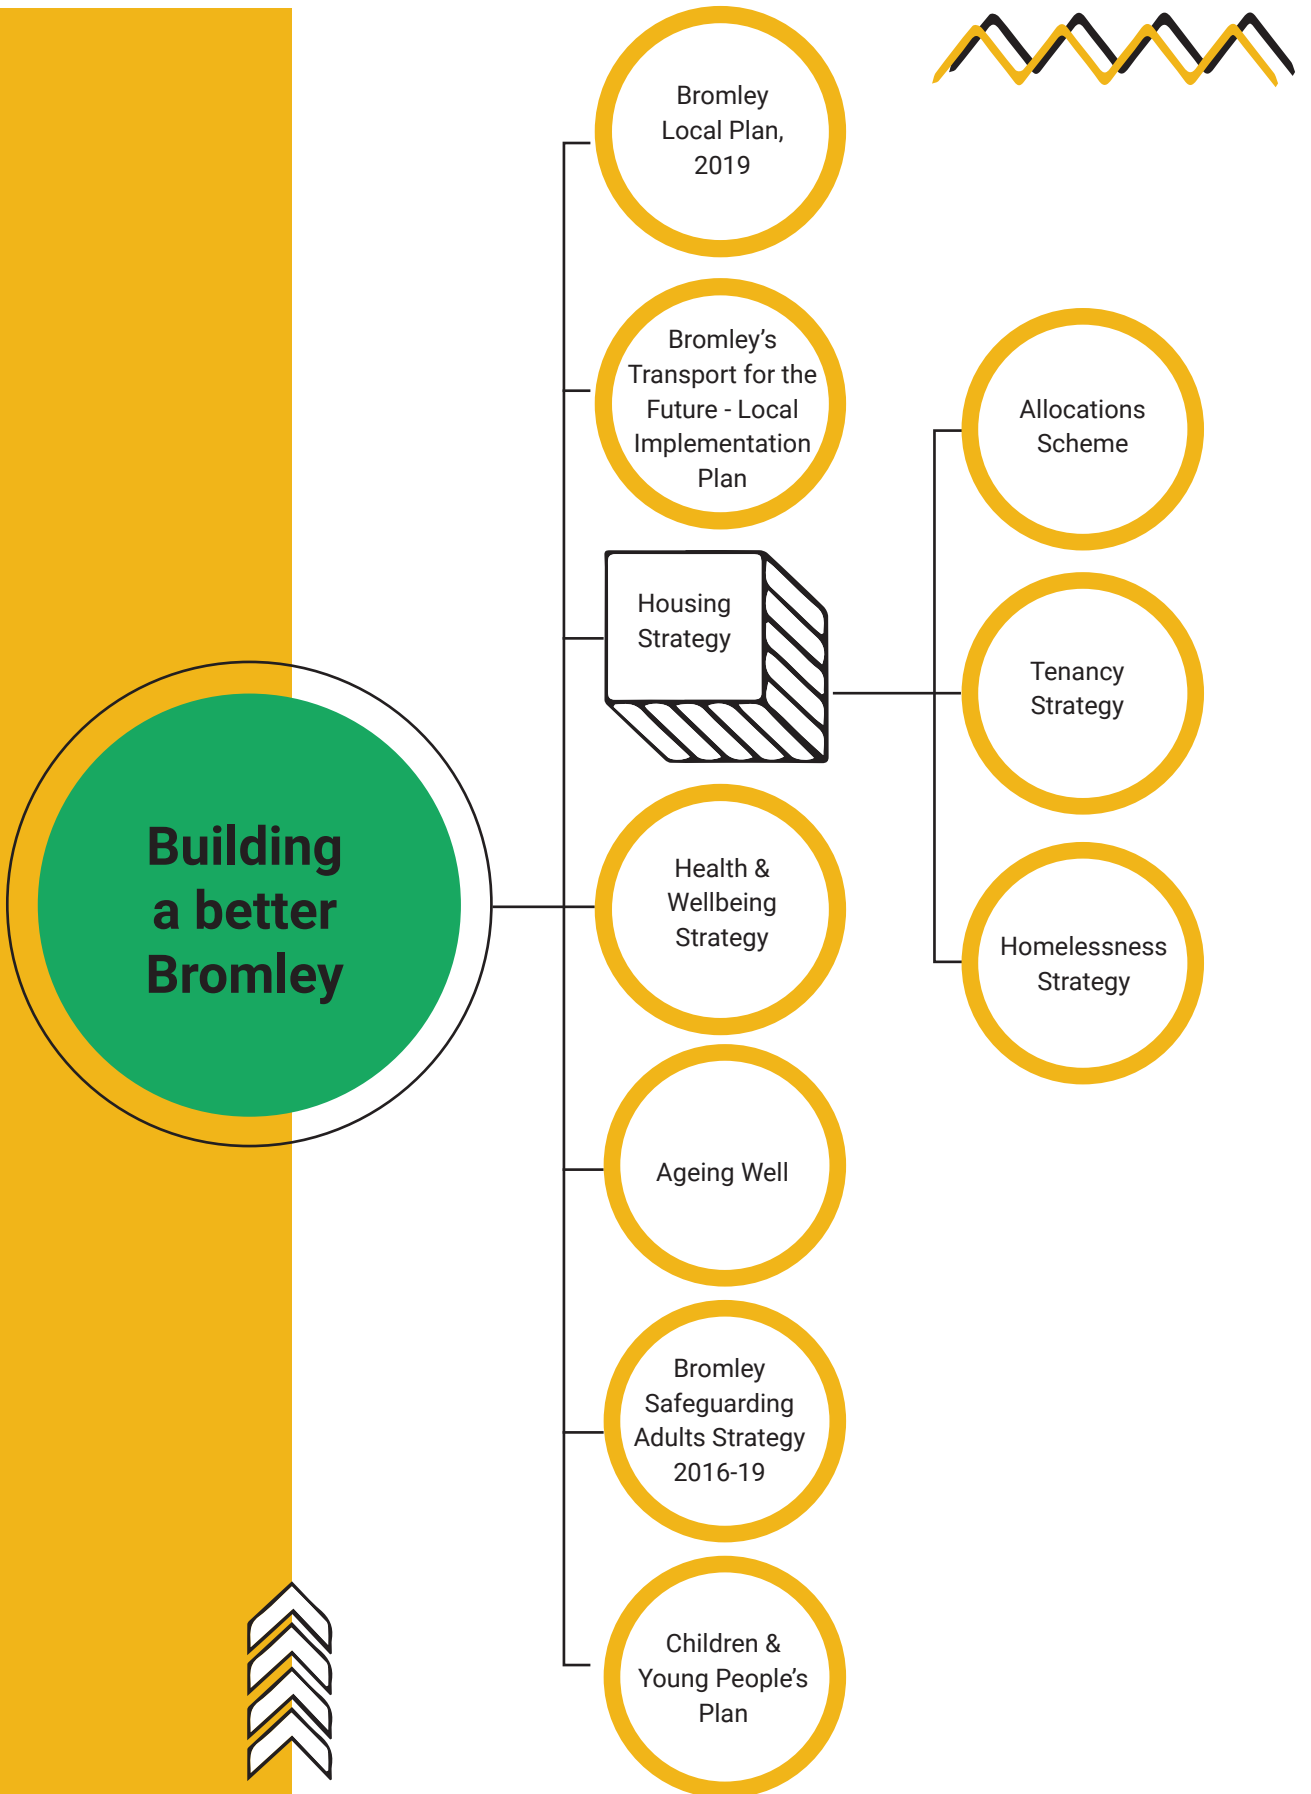 Building
a better
Bromley
Bromley
Local Plan,
2019
Bromley’s
Transport for the
Future - Local
Implementation
Plan
Housing
Strategy
Health &
Wellbeing
Strategy
Ageing Well
Bromley
Safeguarding
Adults Strategy
2016-19
Children &
Young People’s
Plan
Allocations
Scheme
Tenancy
Strategy
Homelessness
Strategy